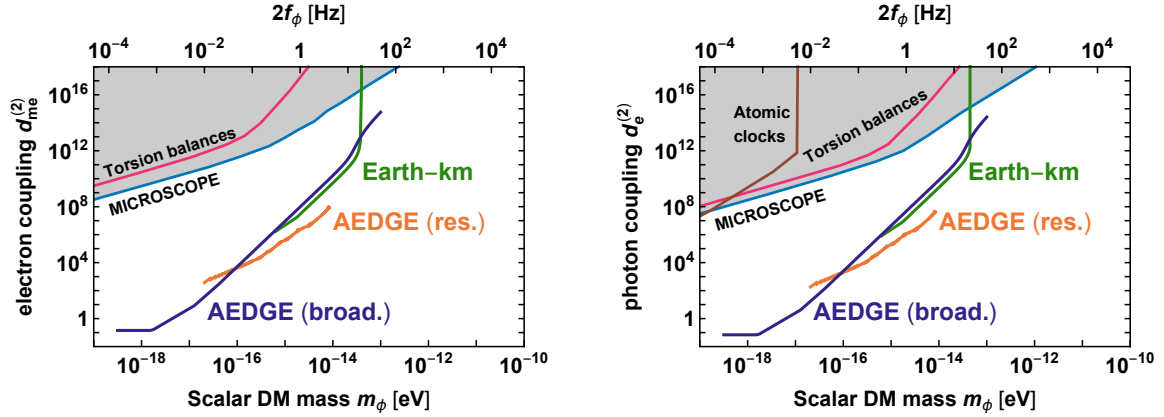 2f_ϕ [Hz]
10^-4 10^-2 1 10^2 10^4
electron coupling d_me^(2)
10^16
10^12
10^8
10^4
1
Torsion balances
MICROSCOPE
Earth–km
AEDGE (res.)
AEDGE (broad.)
10^-18 10^-16 10^-14 10^-12 10^-10
Scalar DM mass m_ϕ [eV]
2f_ϕ [Hz]
10^-4 10^-2 1 10^2 10^4
photon coupling d_e^(2)
10^16
10^12
10^8
10^4
1
Atomic
clocks
Torsion balances
MICROSCOPE
Earth–km
AEDGE (res.)
AEDGE (broad.)
10^-18 10^-16 10^-14 10^-12 10^-10
Scalar DM mass m_ϕ [eV]